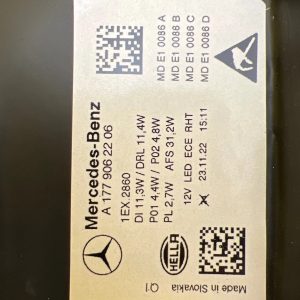 Mercedes-Benz
A 177 906 22 06
1EX.2860
DI 11,3W / DRL 11,4W
P01 4,4W / P02 4,8W
PL 2,7W AFS 31,2W
12V LED ECE RHT
23.11.22 15:11
MD E1 0086 A
MD E1 0086 B
MD E1 0086 C
MD E1 0086 D
HELLA
Q1 Made in Slovakia